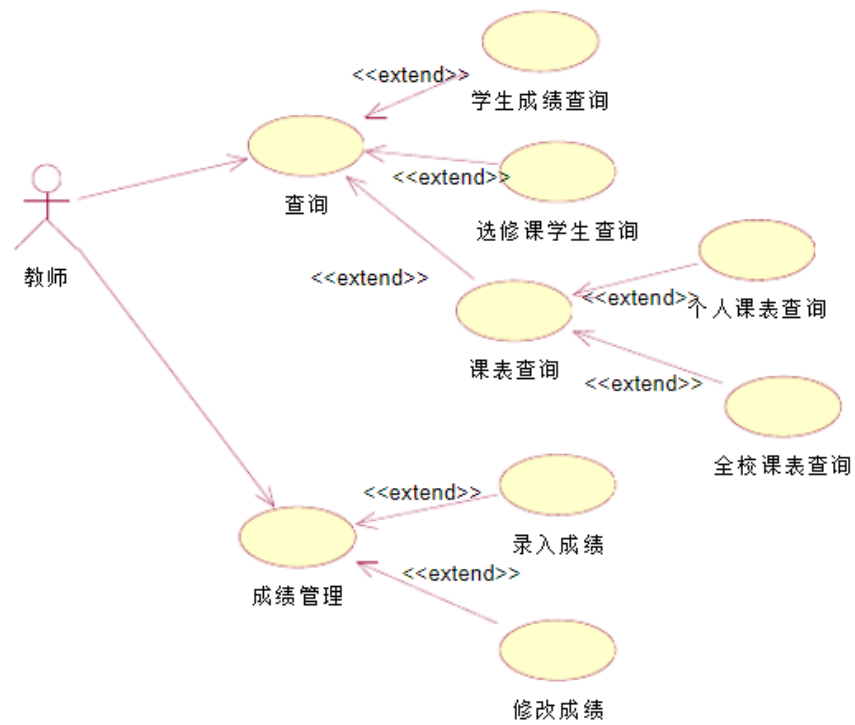 <<extend>>
学生成绩查询
查询
<<extend>>
选修课学生查询
教师
<<extend>>
<<extend>>
个人课表查询
课表查询
<<extend>>
全校课表查询
<<extend>>
录入成绩
成绩管理
<<extend>>
修改成绩